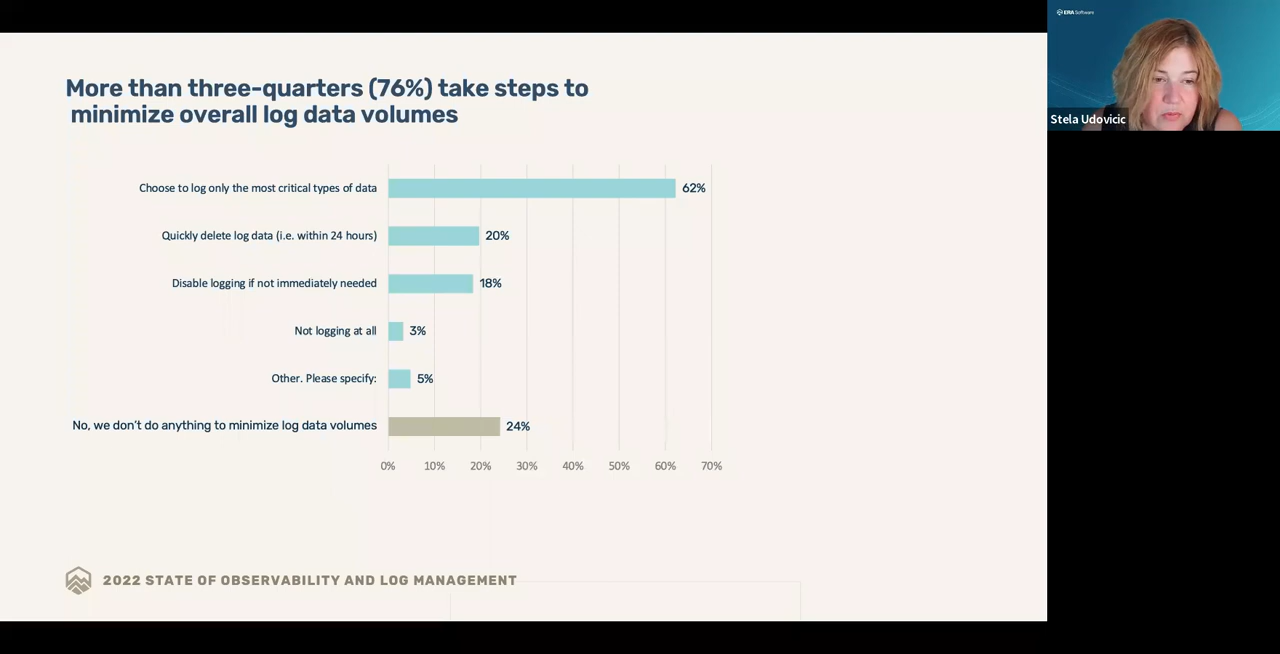 More than three-quarters (76%) take steps to
minimize overall log data volumes
Choose to log only the most critical types of data
62%
Quickly delete log data (i.e. within 24 hours)
20%
Disable logging if not immediately needed
18%
Not logging at all
3%
Other. Please specify:
5%
No, we don't do anything to minimize log data volumes
24%
0% 10% 20% 30% 40% 50% 60% 70%
2022 STATE OF OBSERVABILITY AND LOG MANAGEMENT
ERA Software
Stela Udovicic